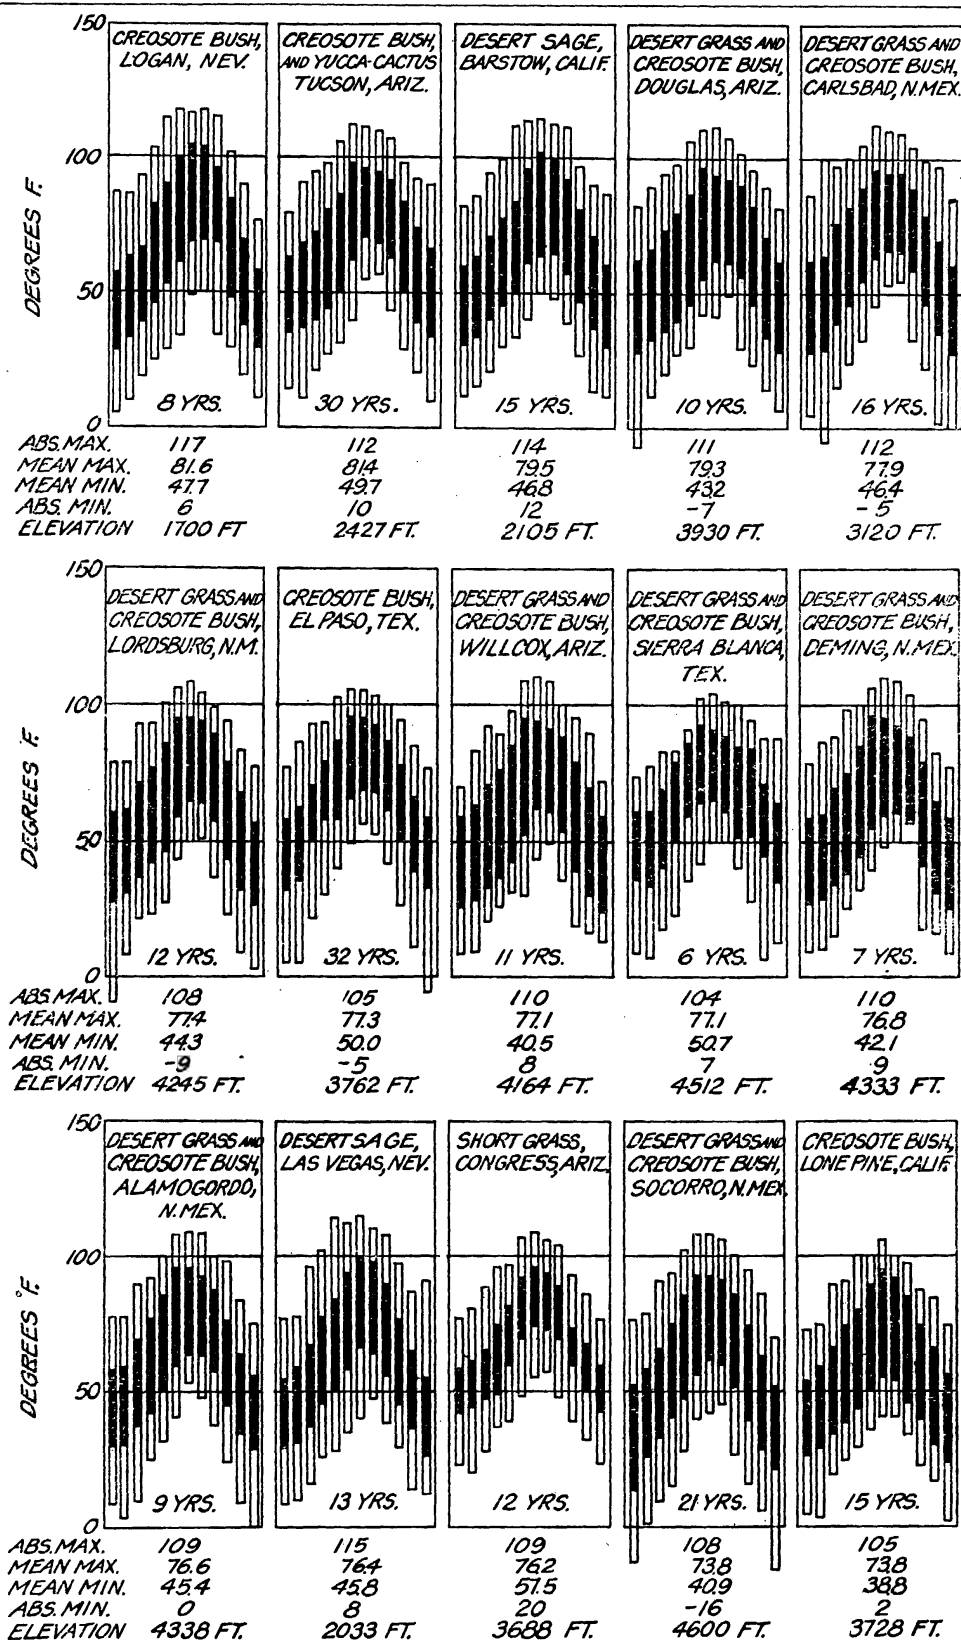 150
CREOSOTE BUSH, LOGAN, NEV.
CREOSOTE BUSH, AND YUCCA-CACTUS TUCSON, ARIZ.
DESERT SAGE, BARSTOW, CALIF.
DESERT GRASS AND CREOSOTE BUSH, DOUGLAS, ARIZ.
DESERT GRASS AND CREOSOTE BUSH, CARLSBAD, N.MEX.
100
DEGREES F.
50
8 YRS. 30 YRS. 15 YRS. 10 YRS. 16 YRS.
0
ABS. MAX. 117 112 114 111 112
MEAN MAX. 81.6 81.4 79.5 79.3 77.9
MEAN MIN. 47.7 49.7 46.8 43.2 46.4
ABS. MIN. 6 10 12 -7 -5
ELEVATION 1700 FT 2427 FT. 2105 FT. 3930 FT. 3120 FT.
150
DESERT GRASS AND CREOSOTE BUSH, LORDSBURG, N.M.
CREOSOTE BUSH, EL PASO, TEX.
DESERT GRASS AND CREOSOTE BUSH, WILLCOX, ARIZ.
DESERT GRASS AND CREOSOTE BUSH, SIERRA BLANCA, TEX.
DESERT GRASS AND CREOSOTE BUSH, DEMING, N.MEX.
100
DEGREES F.
50
12 YRS. 32 YRS. 11 YRS. 6 YRS. 7 YRS.
0
ABS. MAX. 108 105 110 104 110
MEAN MAX. 77.4 77.3 77.1 77.1 76.8
MEAN MIN. 44.3 50.0 40.5 50.7 42.1
ABS. MIN. -9 -5 8 7 9
ELEVATION 4245 FT. 3762 FT. 4164 FT. 4512 FT. 4333 FT.
150
DESERT GRASS AND CREOSOTE BUSH, ALAMOGORDO, N.MEX.
DESERT SAGE, LAS VEGAS, NEV.
SHORT GRASS, CONGRESS, ARIZ.
DESERT GRASS AND CREOSOTE BUSH, SOCORRO, N.MEX.
CREOSOTE BUSH, LONE PINE, CALIF.
100
DEGREES °F.
50
9 YRS. 13 YRS. 12 YRS. 21 YRS. 15 YRS.
0
ABS. MAX. 109 115 109 108 105
MEAN MAX. 76.6 76.4 76.2 73.8 73.8
MEAN MIN. 45.4 45.8 57.5 40.9 38.8
ABS. MIN. 0 8 20 -16 2
ELEVATION 4338 FT. 2033 FT. 3688 FT. 4600 FT. 3728 FT.